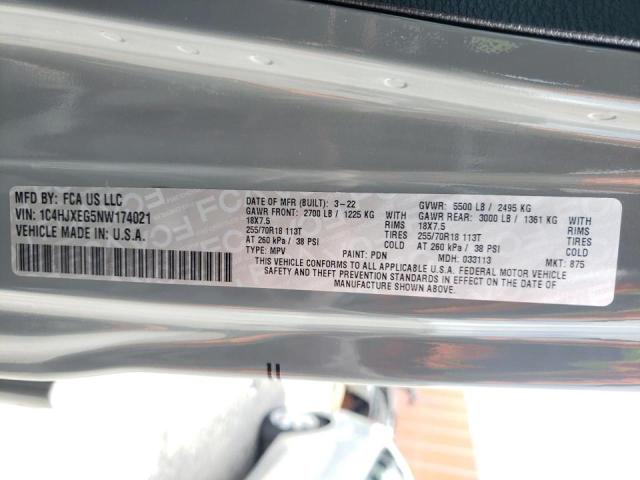 MFD BY: FCA US LLC
VIN: 1C4HJXEG5NW174021
VEHICLE MADE IN: U.S.A.
DATE OF MFR (BUILT): 3-22
GAWR FRONT: 2700 LB / 1225 KG WITH
18X7.5 RIMS
255/70R18 113T TIRES
AT 260 kPa / 38 PSI COLD
TYPE: MPV PAINT: PDN
GVWR: 5500 LB / 2495 KG
GAWR REAR: 3000 LB / 1361 KG WITH
18X7.5 RIMS
255/70R18 113T TIRES
AT 260 kPa / 38 PSI COLD
MDH: 033113 MKT: 875
THIS VEHICLE CONFORMS TO ALL APPLICABLE U.S.A. FEDERAL MOTOR VEHICLE
SAFETY AND THEFT PREVENTION STANDARDS IN EFFECT ON THE DATE OF
MANUFACTURE SHOWN ABOVE.